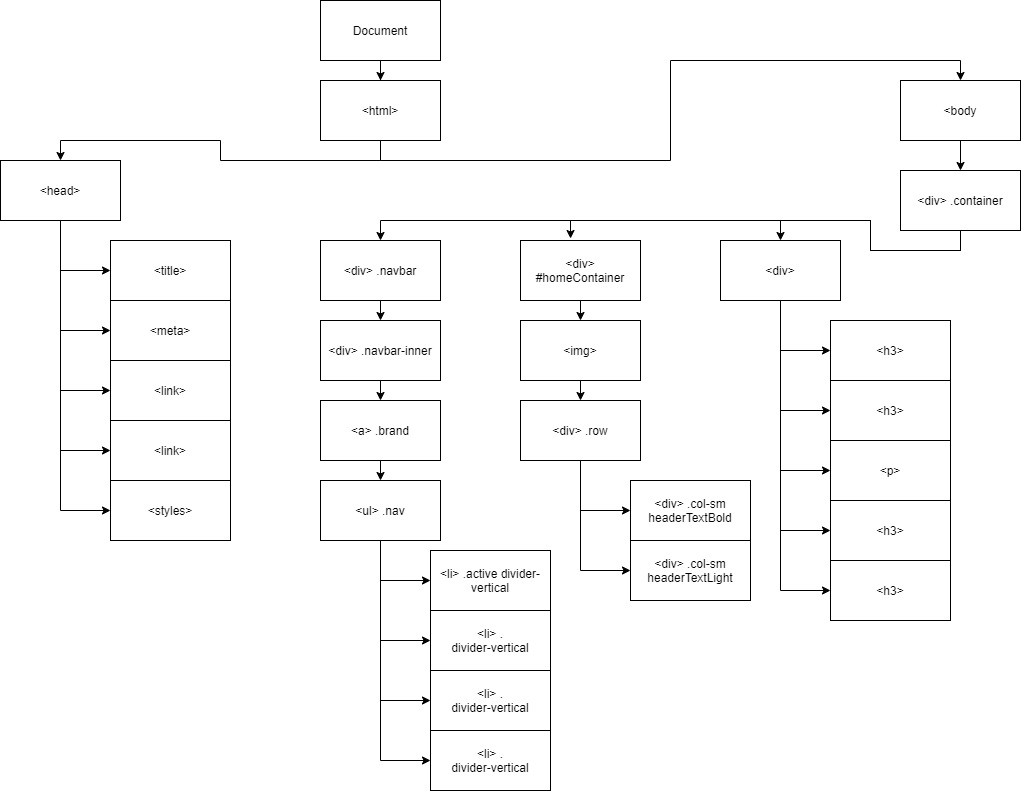 Document
<html>
<body
<head>
<div> .container
<title>
<meta>
<link>
<link>
<styles>
<div> .navbar
<div> .navbar-inner
<a> .brand
<ul> .nav
<li> .active divider-
vertical
<li> .
divider-vertical
<li> .
divider-vertical
<li> .
divider-vertical
<div>
#homeContainer
<img>
<div> .row
<div> .col-sm
headerTextBold
<div> .col-sm
headerTextLight
<div>
<h3>
<h3>
<p>
<h3>
<h3>